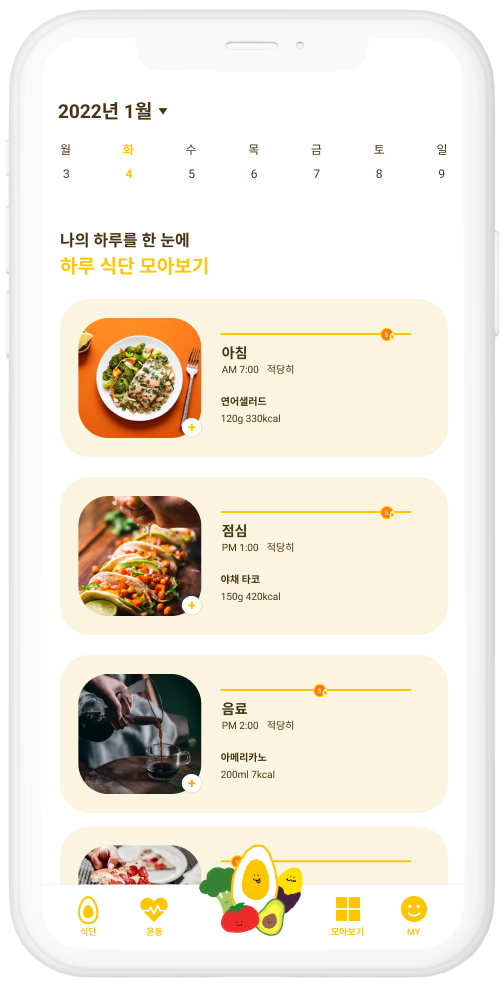 2022년 1월
월 화 수 목 금 토 일
3 4 5 6 7 8 9
나의 하루를 한 눈에
하루 식단 모아보기
5
아침
AM 7:00 적당히
연어샐러드
120g 330kcal
+
5
점심
PM 1:00 적당히
야채 타코
150g 420kcal
+
3
음료
PM 2:00 적당히
아메리카노
200ml 7kcal
+
식단 운동 모아보기 MY